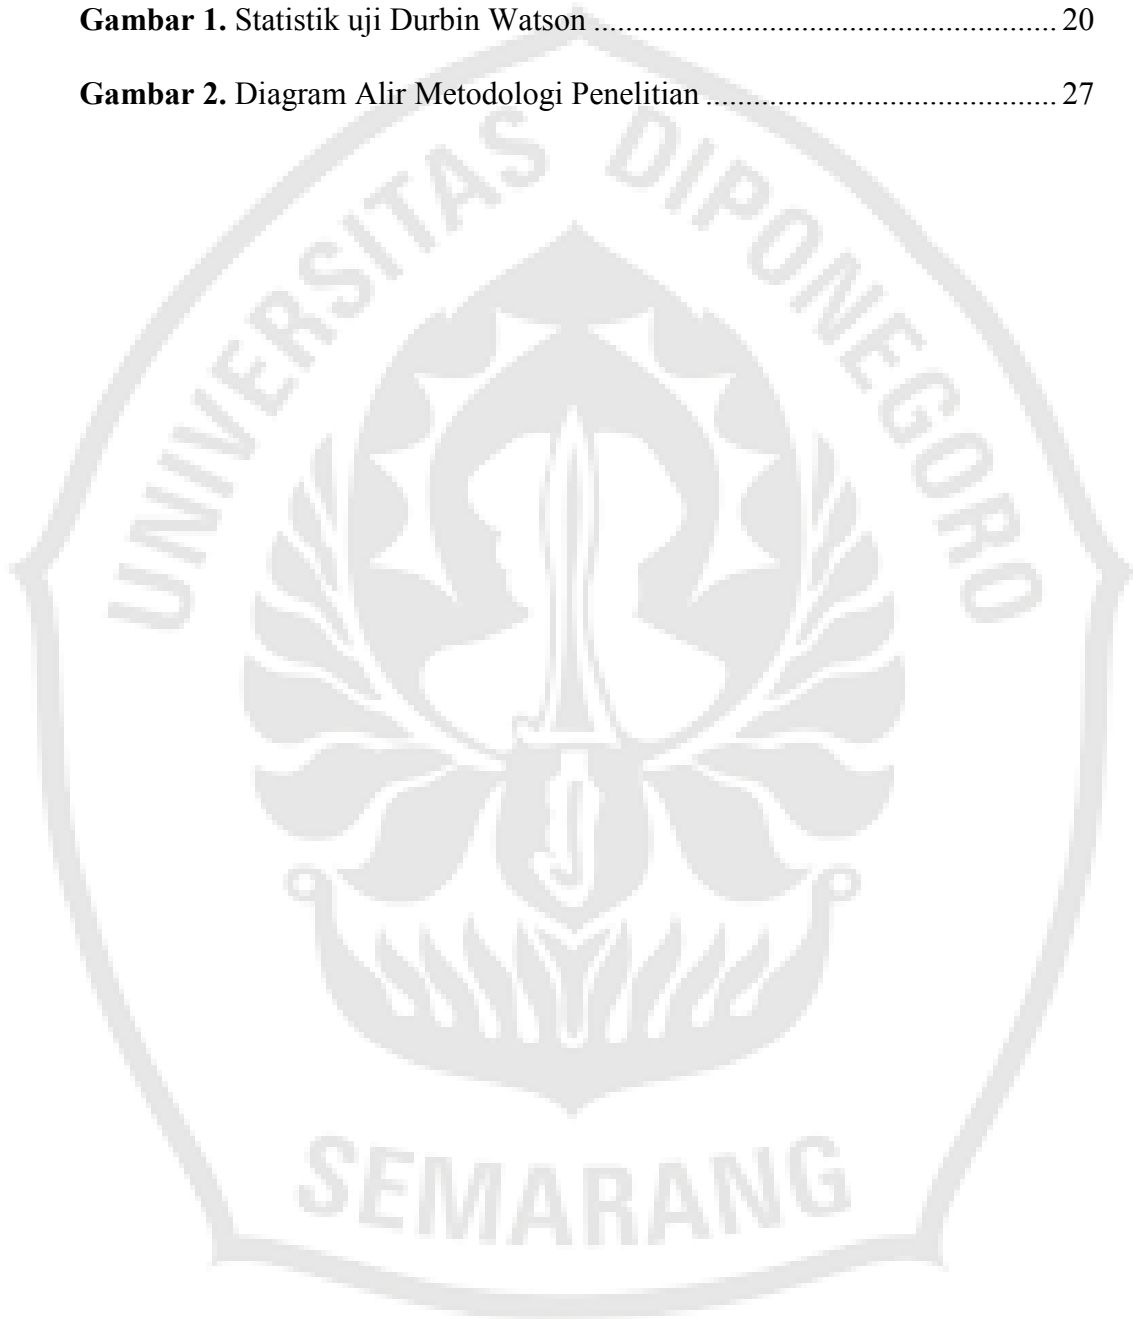 Gambar 1. Statistik uji Durbin Watson ........................................................... 20
Gambar 2. Diagram Alir Metodologi Penelitian ............................................. 27
UNIVERSITAS DIPONEGORO
SEMARANG